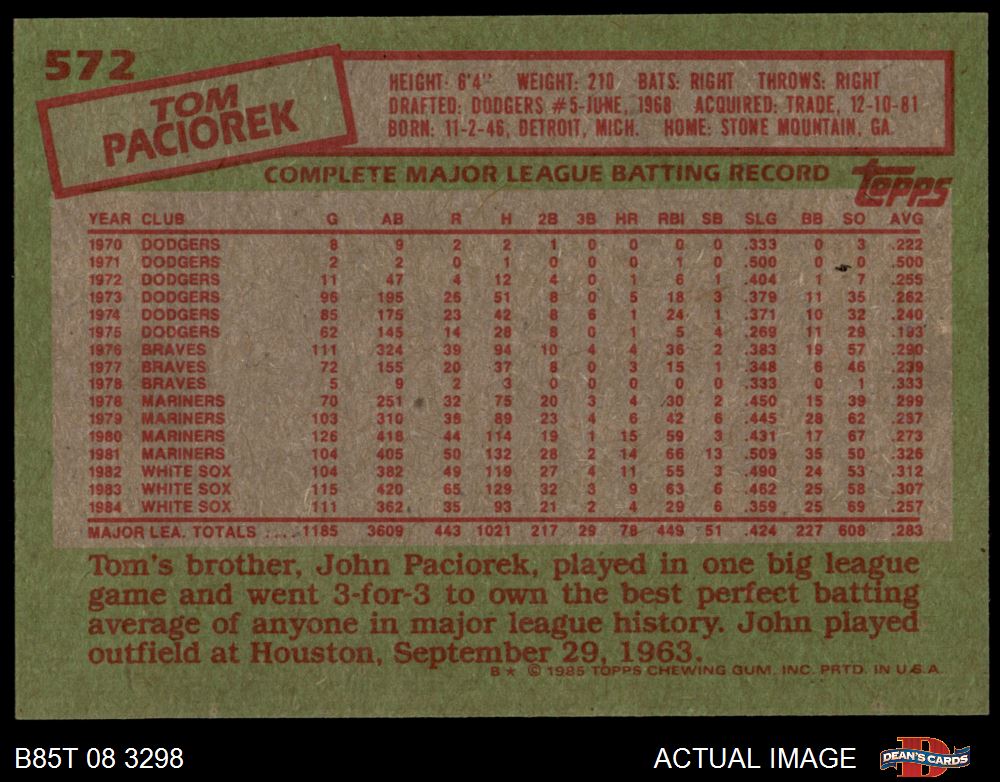 572
TOM
PACIOREK
HEIGHT: 6'4" WEIGHT: 210 BATS: RIGHT THROWS: RIGHT
DRAFTED: DODGERS #5-JUNE, 1968 ACQUIRED: TRADE, 12-10-81
BORN: 11-2-46, DETROIT, MICH. HOME: STONE MOUNTAIN, GA.
COMPLETE MAJOR LEAGUE BATTING RECORD
topps
YEAR CLUB G AB R H 2B 3B HR RBI SB SLG BB SO AVG
1970 DODGERS 8 9 2 2 1 0 0 0 0 .333 0 3 .222
1971 DODGERS 2 2 0 1 0 0 0 1 0 .500 0 0 .500
1972 DODGERS 11 47 4 12 4 0 1 6 1 .404 1 7 .255
1973 DODGERS 96 195 26 51 8 0 5 18 3 .379 11 35 .262
1974 DODGERS 85 175 23 42 8 6 1 24 1 .371 10 32 .240
1975 DODGERS 62 145 14 28 8 0 1 5 4 .269 11 29 .193
1976 BRAVES 111 324 39 94 10 4 4 36 2 .383 19 57 .290
1977 BRAVES 72 155 20 37 8 0 3 15 1 .348 6 46 .239
1978 BRAVES 5 9 2 3 0 0 0 0 0 .333 0 1 .333
1978 MARINERS 70 251 32 75 20 3 4 30 2 .450 15 39 .299
1979 MARINERS 103 310 38 89 23 4 6 42 6 .445 28 62 .287
1980 MARINERS 126 418 44 114 19 1 15 59 3 .431 17 67 .273
1981 MARINERS 104 405 50 132 28 2 14 66 13 .509 35 50 .326
1982 WHITE SOX 104 382 49 119 27 4 11 55 3 .490 24 53 .312
1983 WHITE SOX 115 420 65 129 32 3 9 63 6 .462 25 58 .307
1984 WHITE SOX 111 362 35 93 21 2 4 29 6 .359 25 69 .257
MAJOR LEA. TOTALS .... 1185 3609 443 1021 217 29 78 449 51 .424 227 608 .283
Tom's brother, John Paciorek, played in one big league
game and went 3-for-3 to own the best perfect batting
average of anyone in major league history. John played
outfield at Houston, September 29, 1963.
B★ © 1985 TOPPS CHEWING GUM, INC. PRTD. IN U.S.A.
B85T 08 3298
ACTUAL IMAGE
D
DEAN'S CARDS